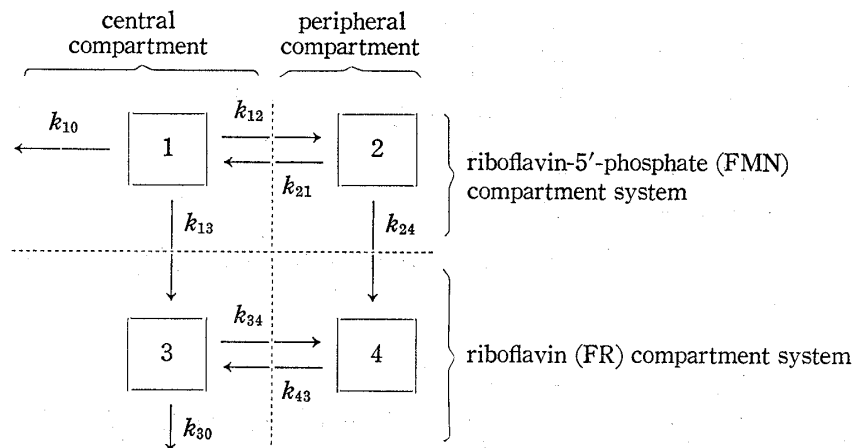 central
compartment
peripheral
compartment
k10
1
k12
2
k21
riboflavin-5′-phosphate (FMN)
compartment system
k13
k24
3
k34
4
k43
riboflavin (FR) compartment system
k30